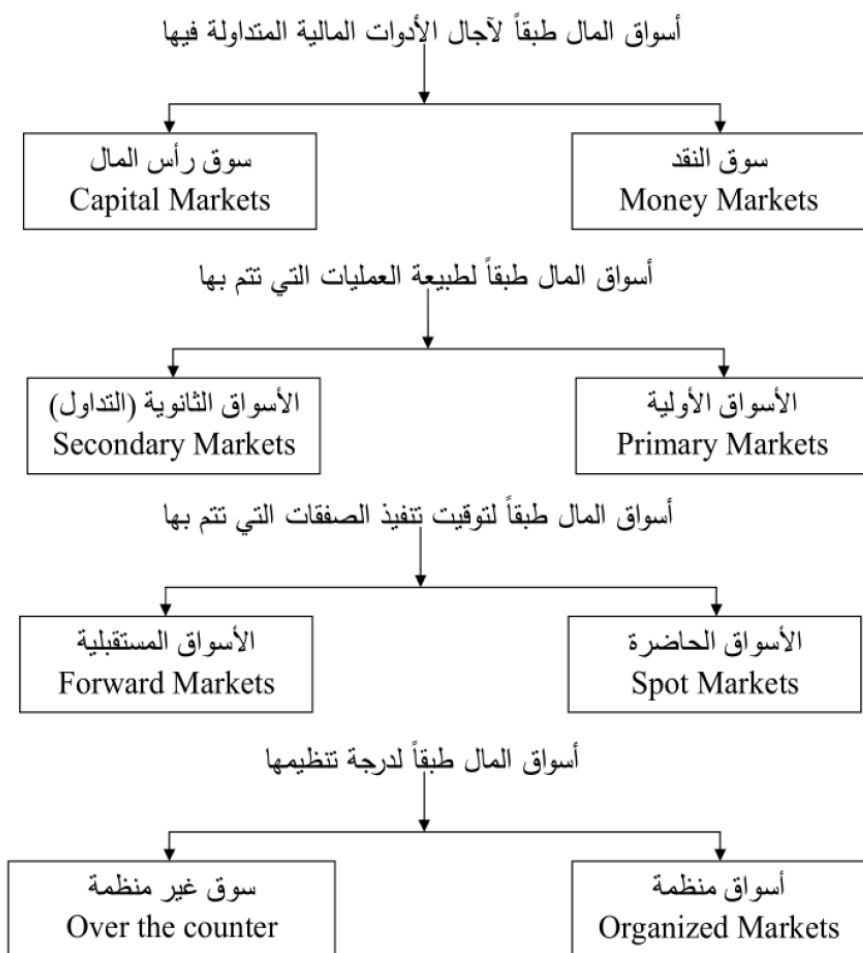 أسواق المال طبقاً لآجال الأدوات المالية المتداولة فيها
سوق النقد
Money Markets
سوق رأس المال
Capital Markets
أسواق المال طبقاً لطبيعة العمليات التي تتم بها
الأسواق الأولية
Primary Markets
الأسواق الثانوية (التداول)
Secondary Markets
أسواق المال طبقاً لتوقيت تنفيذ الصفقات التي تتم بها
الأسواق الحاضرة
Spot Markets
الأسواق المستقبلية
Forward Markets
أسواق المال طبقاً لدرجة تنظيمها
أسواق منظمة
Organized Markets
سوق غير منظمة
Over the counter